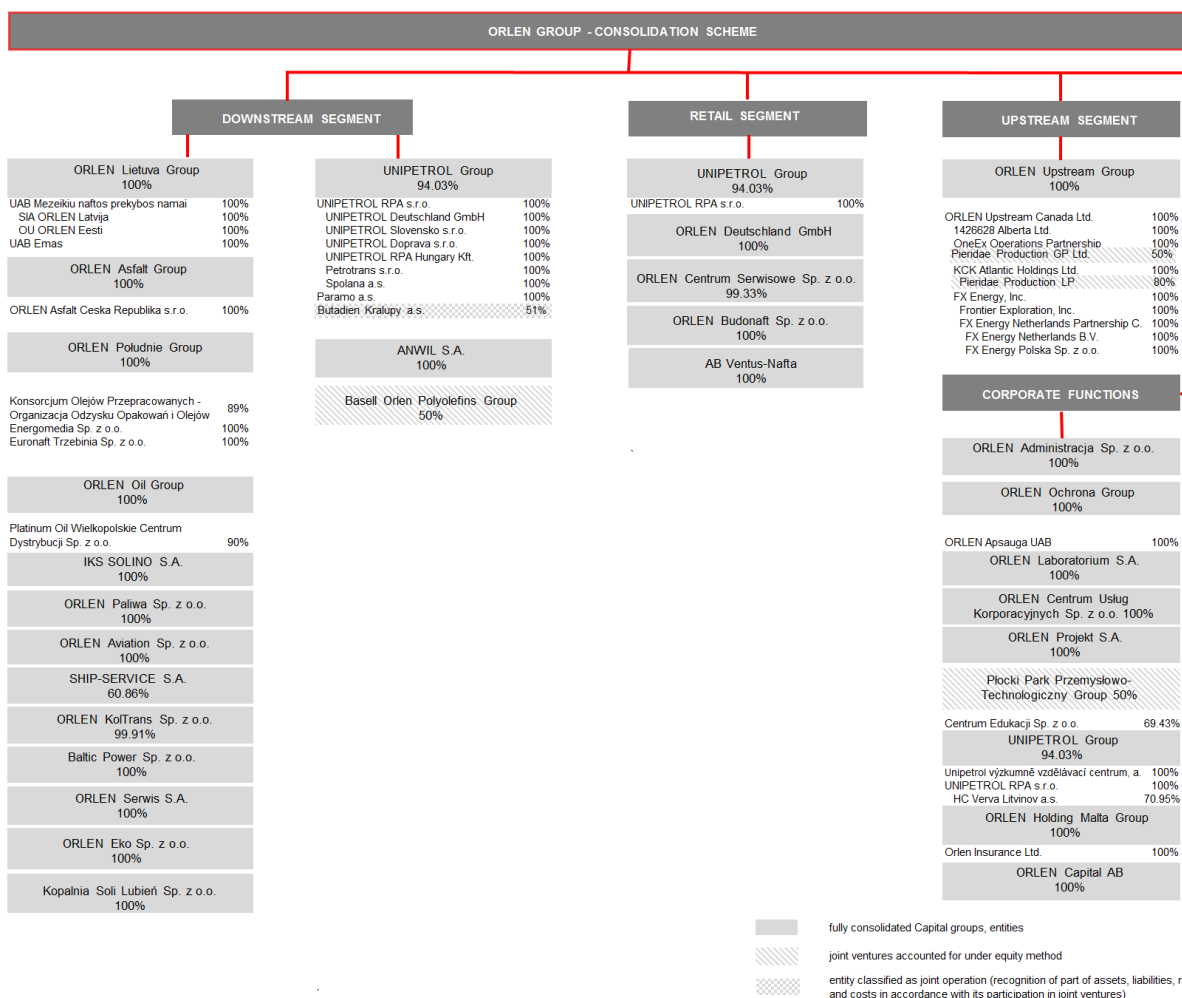 ORLEN GROUP - CONSOLIDATION SCHEME
DOWNSTREAM SEGMENT
ORLEN Lietuva Group
100%
UAB Mezeikiu naftos prekybos namai 100%
SIA ORLEN Latvija 100%
OU ORLEN Eesti 100%
UAB Emas 100%
ORLEN Asfalt Group
100%
ORLEN Asfalt Ceska Republika s.r.o. 100%
ORLEN Południe Group
100%
Konsorcjum Olejów Przepracowanych -
Organizacja Odzysku Opakowań i Olejów 89%
Energomedia Sp. z o.o. 100%
Euronaft Trzebinia Sp. z o.o. 100%
ORLEN Oil Group
100%
Platinum Oil Wielkopolskie Centrum
Dystrybucji Sp. z o.o. 90%
IKS SOLINO S.A.
100%
ORLEN Paliwa Sp. z o.o.
100%
ORLEN Aviation Sp. z o.o.
100%
SHIP-SERVICE S.A.
60.86%
ORLEN KolTrans Sp. z o.o.
99.91%
Baltic Power Sp. z o.o.
100%
ORLEN Serwis S.A.
100%
ORLEN Eko Sp. z o.o.
100%
Kopalnia Soli Lubień Sp. z o.o.
100%
UNIPETROL Group
94.03%
UNIPETROL RPA s.r.o. 100%
UNIPETROL Deutschland GmbH 100%
UNIPETROL Slovensko s.r.o. 100%
UNIPETROL Doprava s.r.o. 100%
UNIPETROL RPA Hungary Kft. 100%
Petrotrans s.r.o. 100%
Spolana a.s. 100%
Paramo a.s. 100%
Butadien Kralupy a.s. 51%
ANWIL S.A.
100%
Basell Orlen Polyolefins Group
50%
RETAIL SEGMENT
UNIPETROL Group
94.03%
UNIPETROL RPA s.r.o. 100%
ORLEN Deutschland GmbH
100%
ORLEN Centrum Serwisowe Sp. z o.o.
99.33%
ORLEN Budonaft Sp. z o.o.
100%
AB Ventus-Nafta
100%
UPSTREAM SEGMENT
ORLEN Upstream Group
100%
ORLEN Upstream Canada Ltd. 100%
1426628 Alberta Ltd. 100%
OneEx Operations Partnership 100%
Pieridae Production GP Ltd. 50%
KCK Atlantic Holdings Ltd. 100%
Pieridae Production LP 80%
FX Energy, Inc. 100%
Frontier Exploration, Inc. 100%
FX Energy Netherlands Partnership C. 100%
FX Energy Netherlands B.V. 100%
FX Energy Polska Sp. z o.o. 100%
CORPORATE FUNCTIONS
ORLEN Administracja Sp. z o.o.
100%
ORLEN Ochrona Group
100%
ORLEN Apsauga UAB 100%
ORLEN Laboratorium S.A.
100%
ORLEN Centrum Usług
Korporacyjnych Sp. z o.o. 100%
ORLEN Projekt S.A.
100%
Płocki Park Przemysłowo-
Technologiczny Group 50%
Centrum Edukacji Sp. z o.o. 69.43%
UNIPETROL Group
94.03%
Unipetrol výzkumně vzdělávací centrum, a. 100%
UNIPETROL RPA s.r.o. 100%
HC Verva Litvinov a.s. 70.95%
ORLEN Holding Malta Group
100%
Orlen Insurance Ltd. 100%
ORLEN Capital AB
100%
fully consolidated Capital groups, entities
joint ventures accounted for under equity method
entity classified as joint operation (recognition of part of assets, liabilities, r
and costs in accordance with its participation in joint ventures)